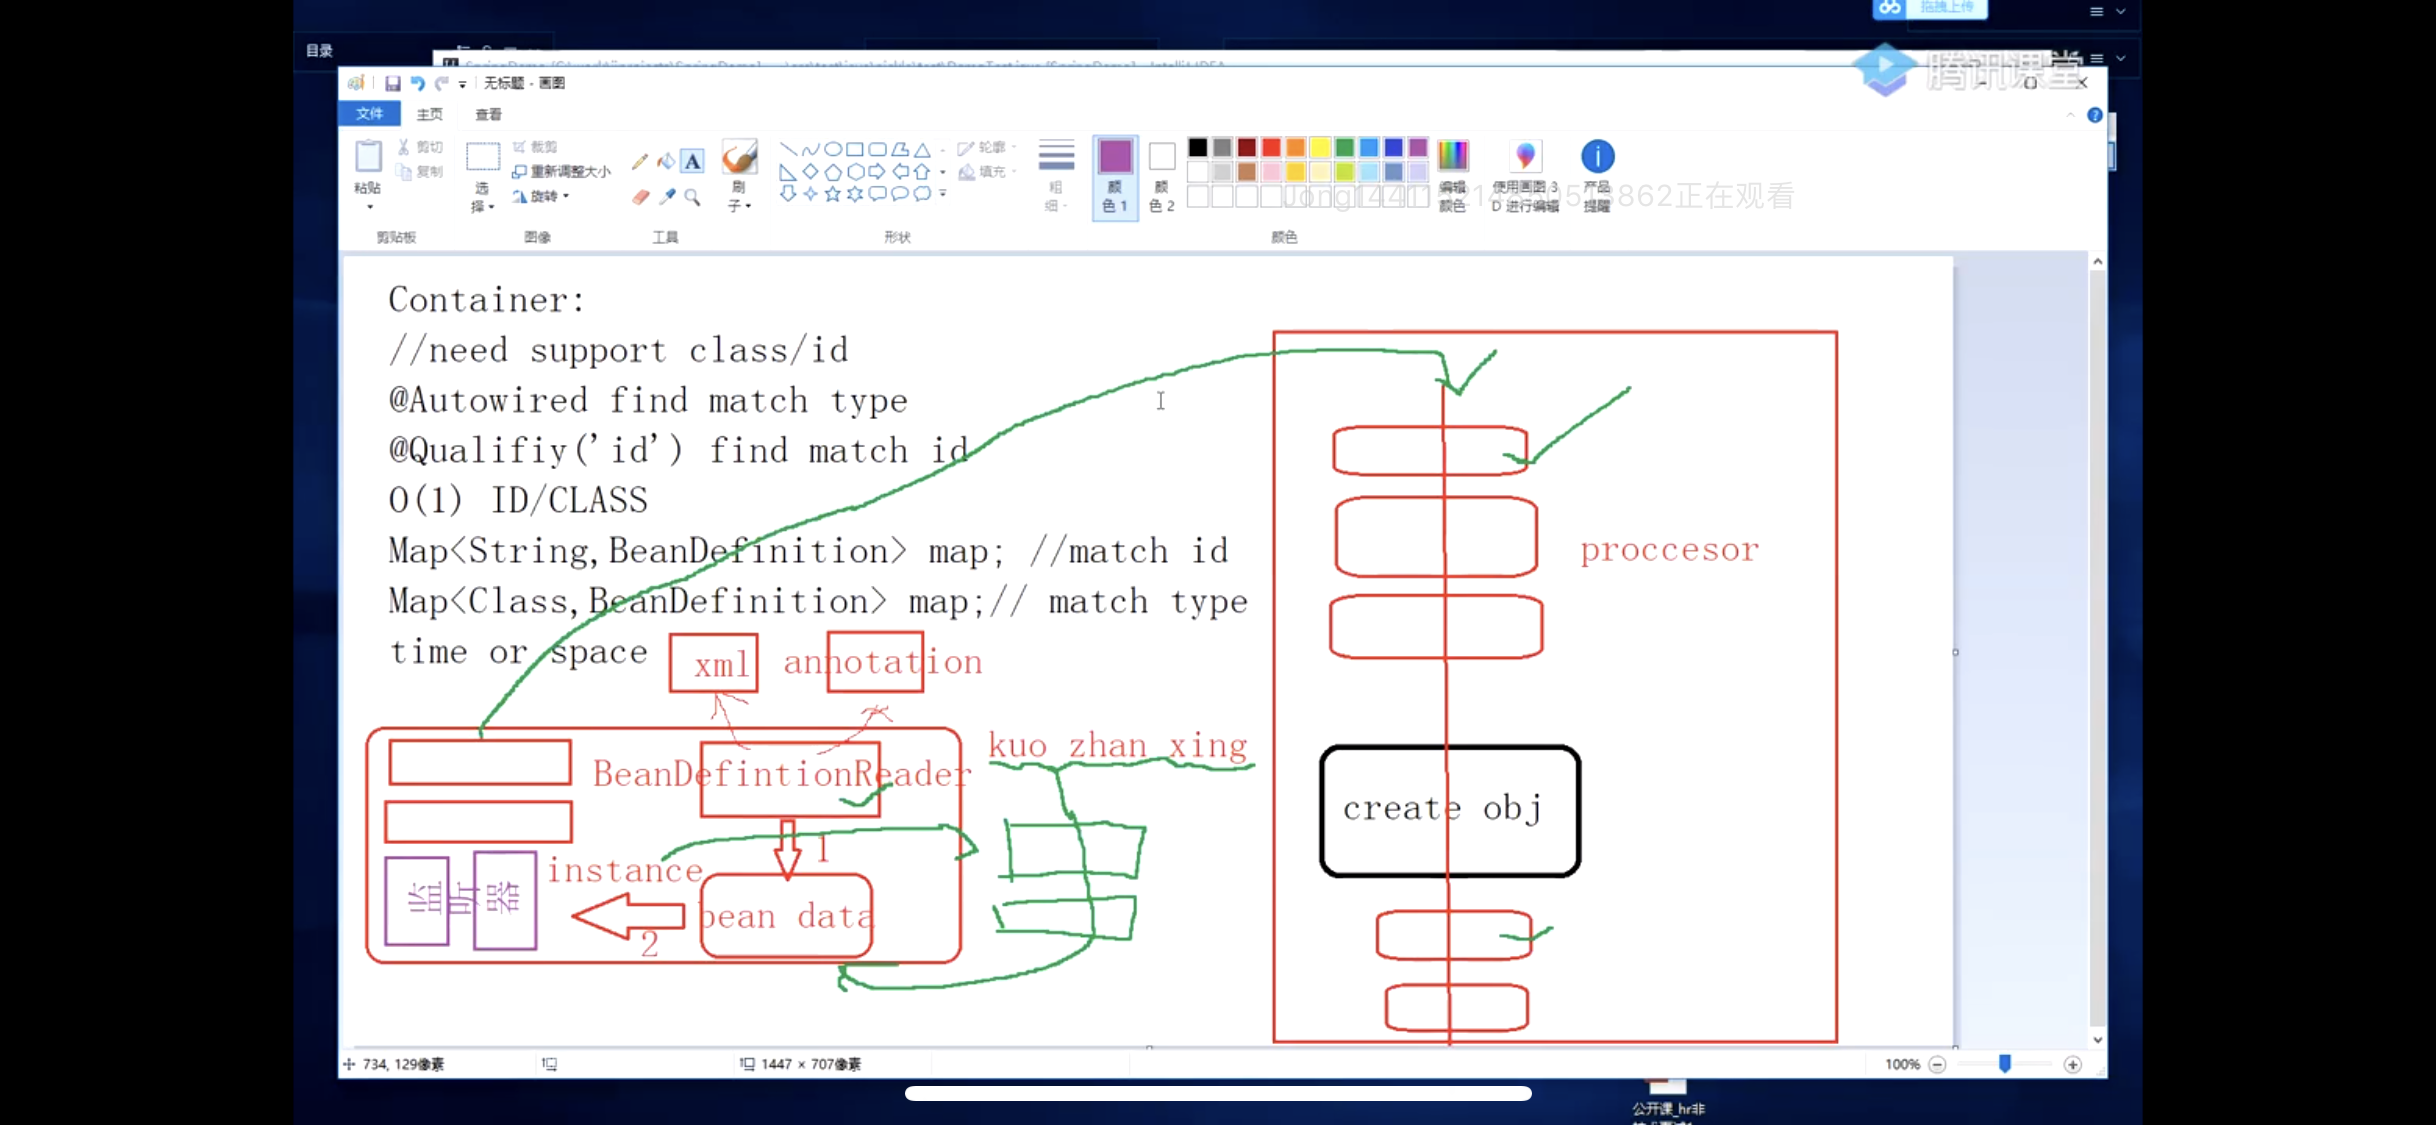 拖拽上传
目录
腾讯课堂
无标题 - 画图
文件 主页 查看
剪切
复制
粘贴
裁剪
重新调整大小
旋转
选择
A
刷子
轮廓
填充
粗细
颜色 1
颜色 2
编辑颜色
使用画图 3D 进行编辑
产品提醒
正在观看
剪贴板 图像 工具 形状 颜色
Container:
//need support class/id
@Autowired find match type
@Qualifiy('id') find match id
O(1) ID/CLASS
Map<String,BeanDefinition> map; //match id
Map<Class,BeanDefinition> map;// match type
time or space
xml annotation
BeanDefintionReader
kuo zhan xing
1
instance
bean data
2
监听器
proccesor
create obj
734, 129像素
1447 × 707像素
100%
公开课_hr非